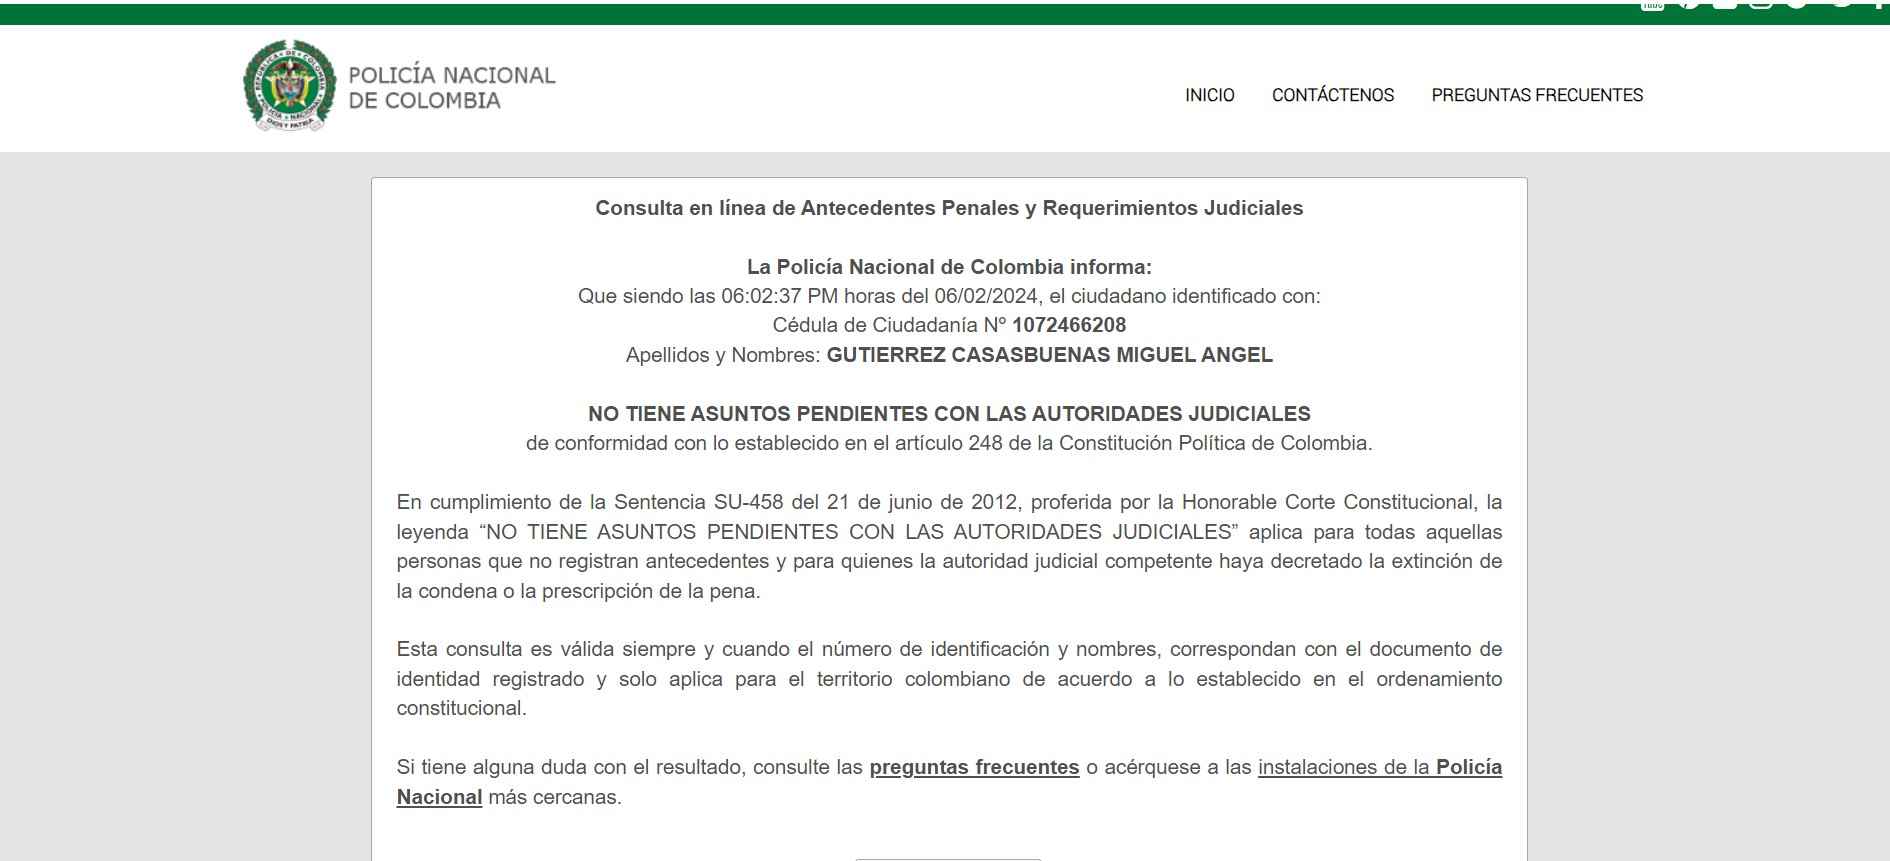 POLICÍA NACIONAL
DE COLOMBIA
INICIO CONTÁCTENOS PREGUNTAS FRECUENTES
Consulta en línea de Antecedentes Penales y Requerimientos Judiciales
La Policía Nacional de Colombia informa:
Que siendo las 06:02:37 PM horas del 06/02/2024, el ciudadano identificado con:
Cédula de Ciudadanía Nº 1072466208
Apellidos y Nombres: GUTIERREZ CASASBUENAS MIGUEL ANGEL
NO TIENE ASUNTOS PENDIENTES CON LAS AUTORIDADES JUDICIALES
de conformidad con lo establecido en el artículo 248 de la Constitución Política de Colombia.
En cumplimiento de la Sentencia SU-458 del 21 de junio de 2012, proferida por la Honorable Corte Constitucional, la
leyenda “NO TIENE ASUNTOS PENDIENTES CON LAS AUTORIDADES JUDICIALES” aplica para todas aquellas
personas que no registran antecedentes y para quienes la autoridad judicial competente haya decretado la extinción de
la condena o la prescripción de la pena.
Esta consulta es válida siempre y cuando el número de identificación y nombres, correspondan con el documento de
identidad registrado y solo aplica para el territorio colombiano de acuerdo a lo establecido en el ordenamiento
constitucional.
Si tiene alguna duda con el resultado, consulte las preguntas frecuentes o acérquese a las instalaciones de la Policía
Nacional más cercanas.